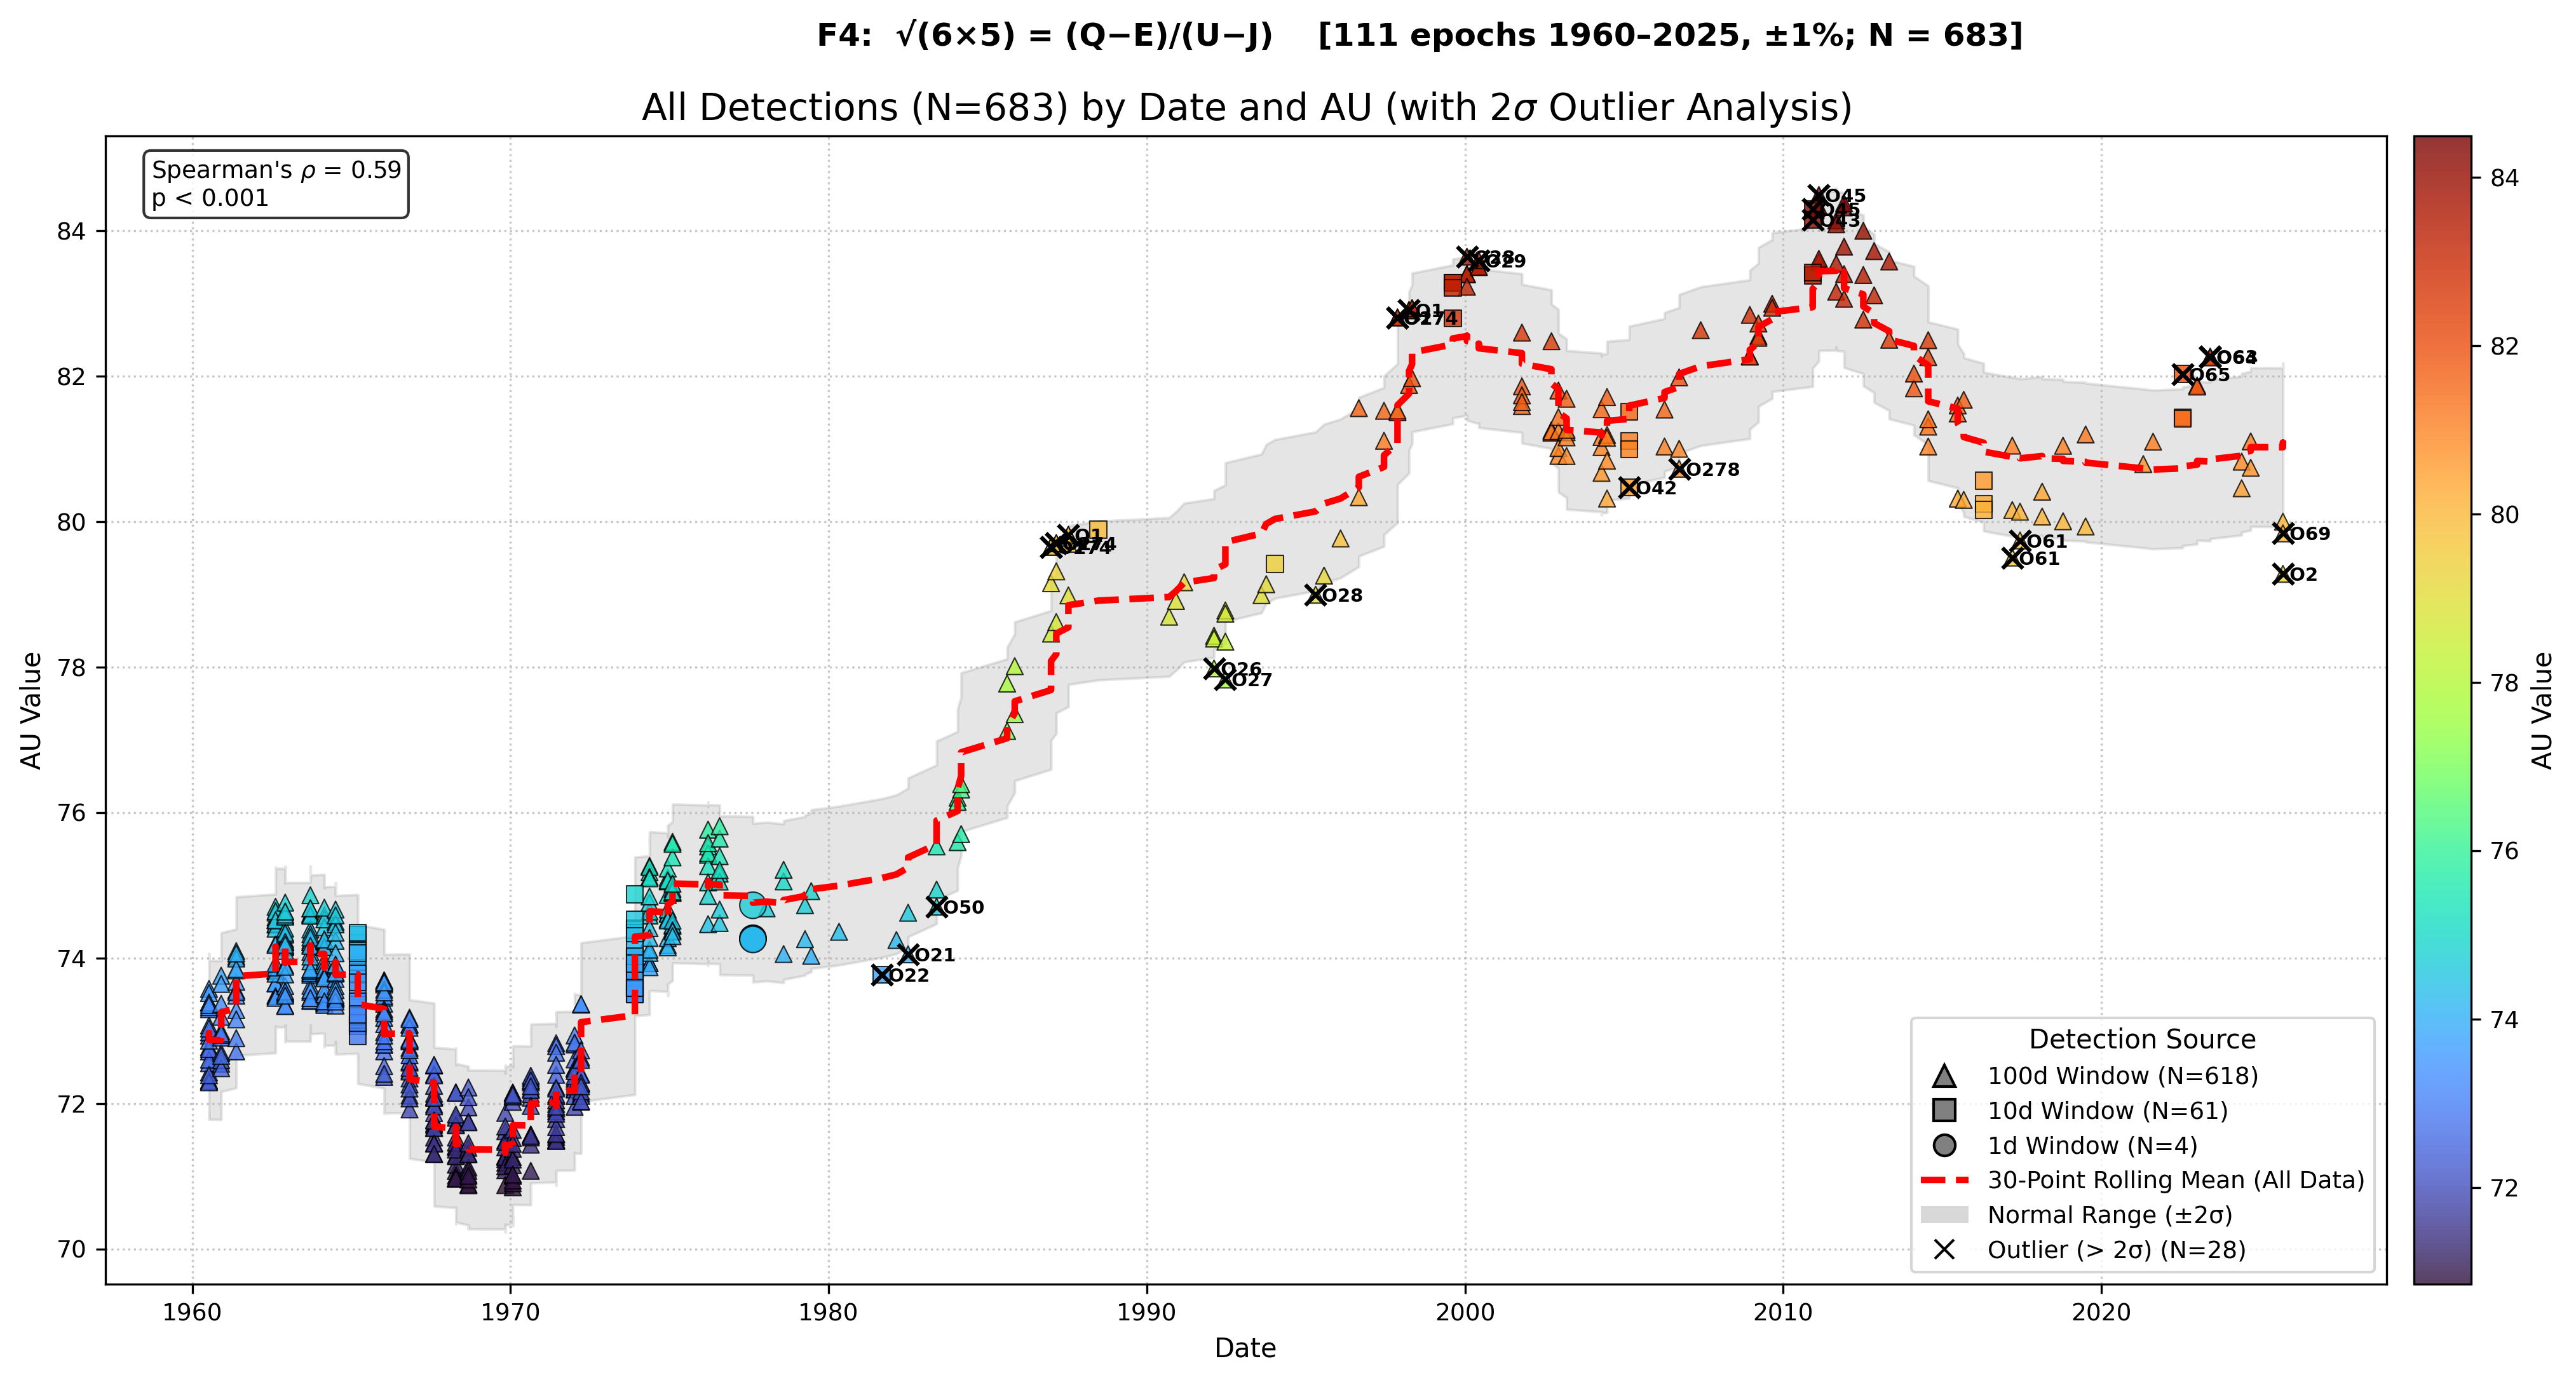 F4: √(6×5) = (Q−E)/(U−J) [111 epochs 1960–2025, ±1%; N = 683]
All Detections (N=683) by Date and AU (with 2σ Outlier Analysis)
Spearman's ρ = 0.59
p < 0.001
AU Value
84
82
80
78
76
74
72
70
1960
1970
1980
1990
2000
2010
2020
Date
O45
O43
O29
O1
O1
O42
O278
O28
O26
O27
O50
O21
O22
O65
O61
O61
O69
O2
Detection Source
100d Window (N=618)
10d Window (N=61)
1d Window (N=4)
30-Point Rolling Mean (All Data)
Normal Range (±2σ)
Outlier (> 2σ) (N=28)
84
82
80
78
76
74
72
AU Value